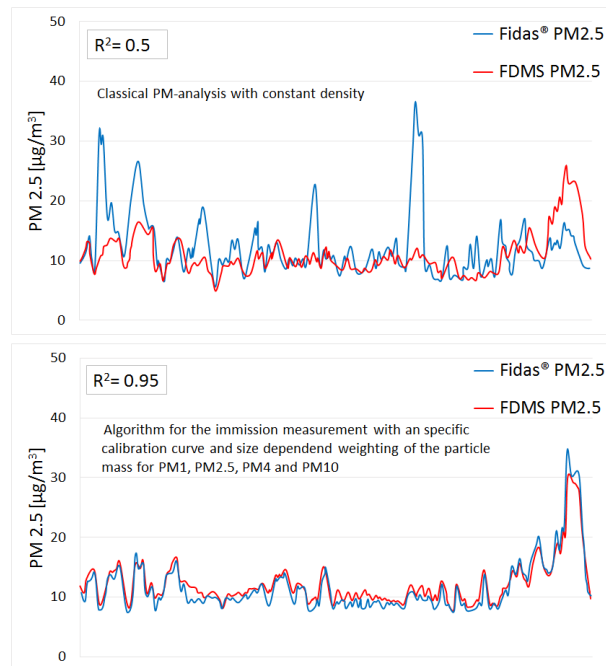 50
R²= 0.5
Fidas® PM2.5
40
FDMS PM2.5
Classical PM-analysis with constant density
30
PM 2.5 [µg/m³]
20
10
0
50
R²= 0.95
Fidas® PM2.5
40
FDMS PM2.5
Algorithm for the immission measurement with an specific
calibration curve and size dependend weighting of the particle
mass for PM1, PM2.5, PM4 and PM10
30
PM 2.5 [µg/m³]
20
10
0